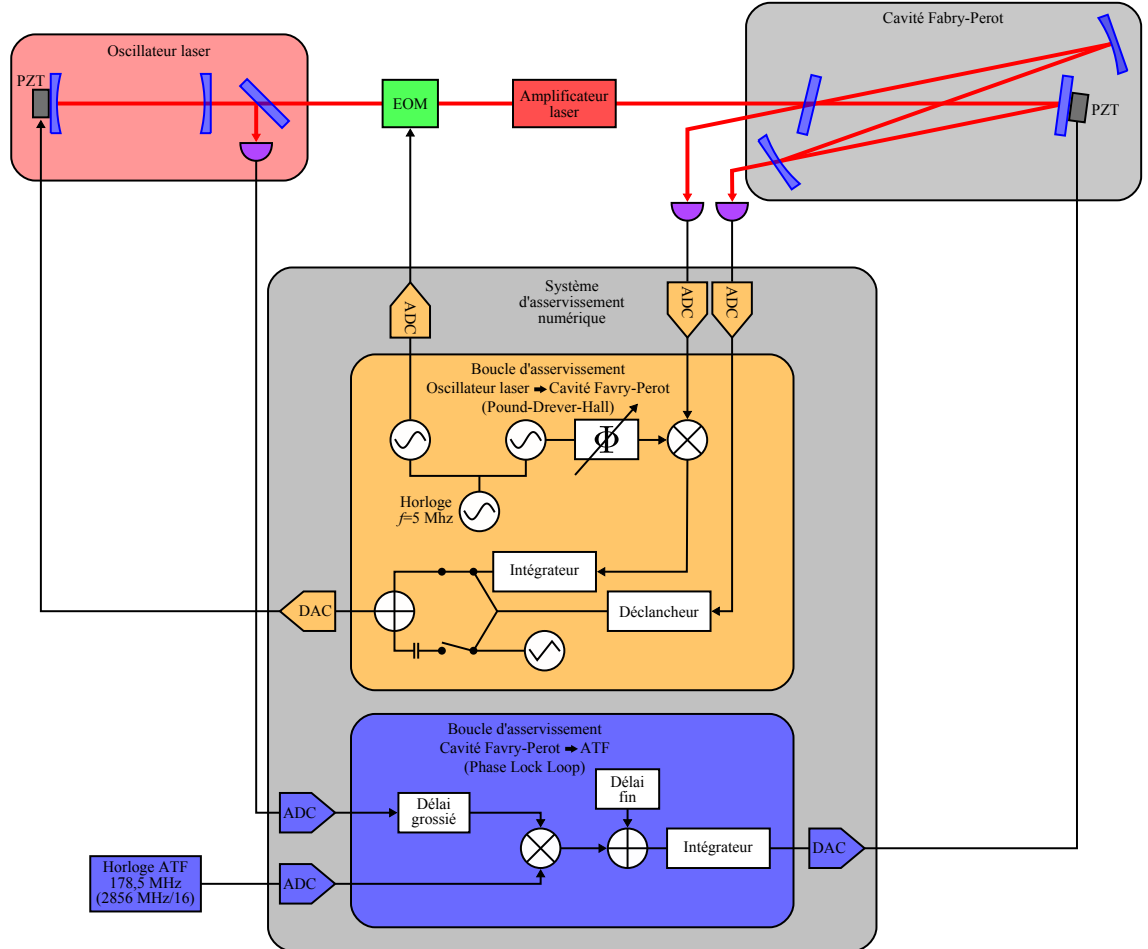 Cavité Fabry-Perot
Oscillateur laser
PZT
EOM
Amplificateur
laser
PZT
Système
d'asservissement
numérique
ADC
ADC
ADC
Boucle d'asservissement
Oscillateur laser ➡ Cavité Favry-Perot
(Pound-Drever-Hall)
Φ
Horloge
f=5 Mhz
Intégrateur
Déclancheur
DAC
Boucle d'asservissement
Cavité Favry-Perot ➡ ATF
(Phase Lock Loop)
Délai
fin
Délai
grossié
ADC
Intégrateur
DAC
Horloge ATF
178,5 MHz
(2856 MHz/16)
ADC